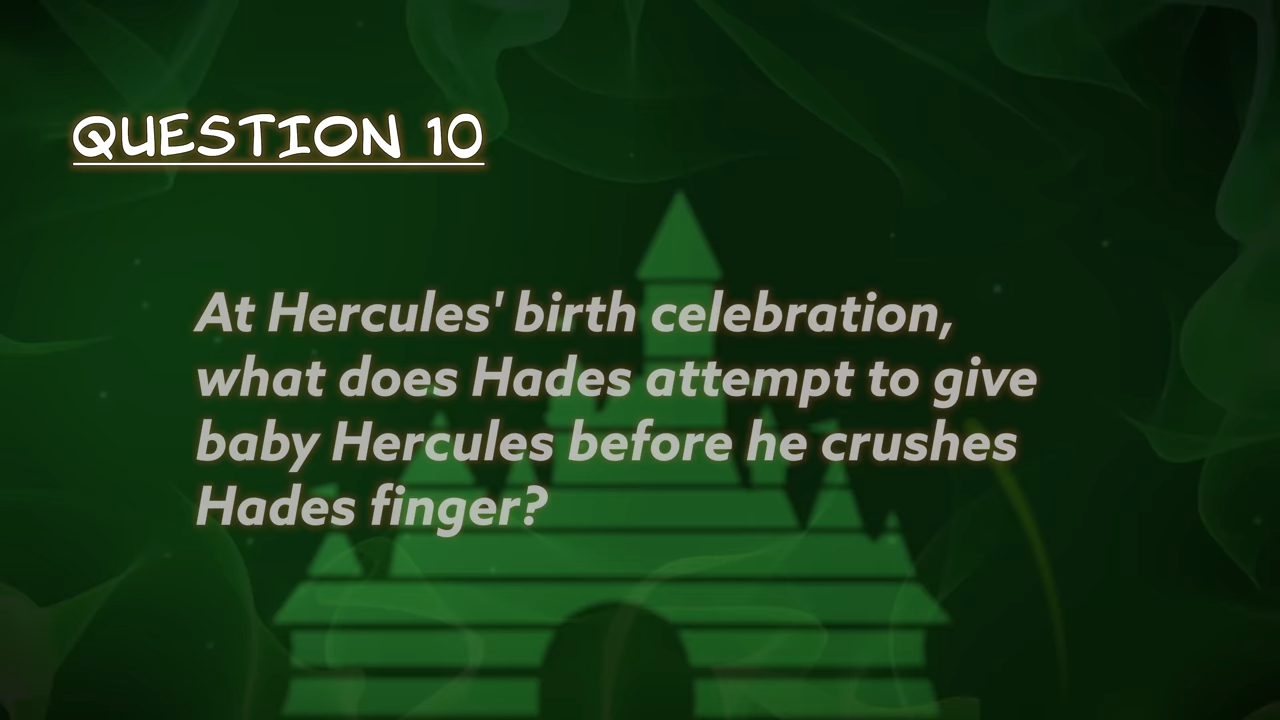 QUESTION 10
At Hercules' birth celebration,
what does Hades attempt to give
baby Hercules before he crushes
Hades finger?